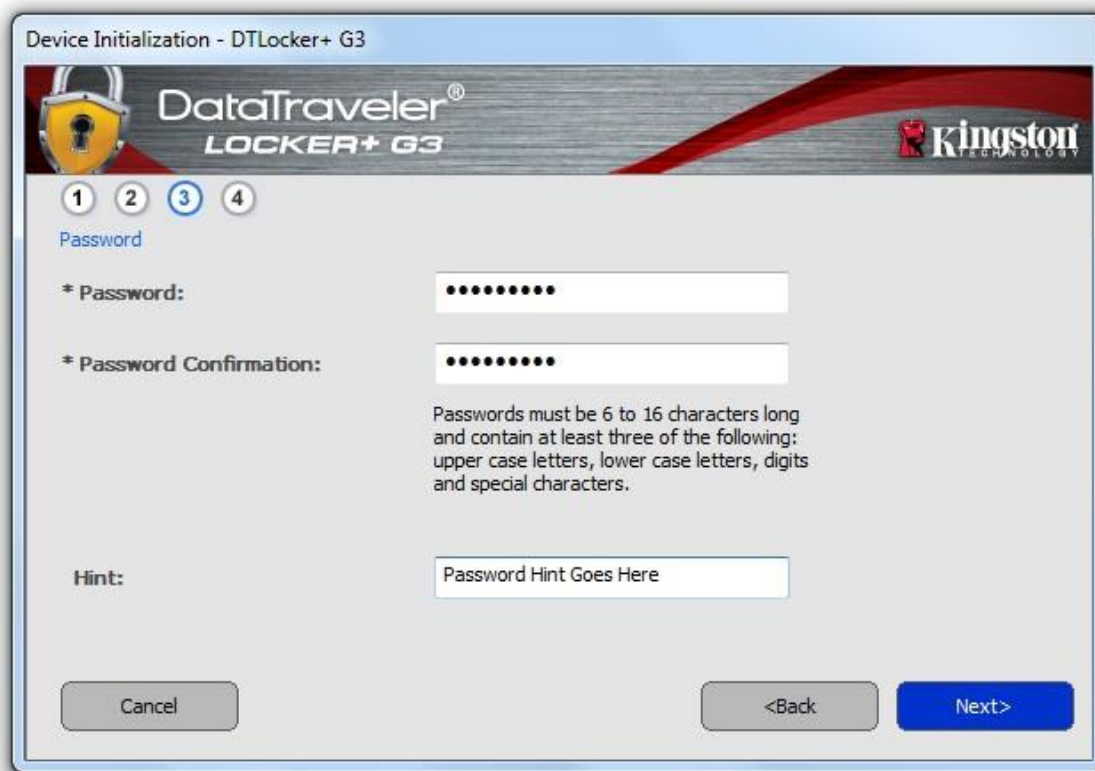 Device Initialization - DTLocker+ G3
DataTraveler®
LOCKER+ G3
Kingston
TECHNOLOGY
1 2 3 4
Password
* Password: •••••••••
* Password Confirmation: •••••••••
Passwords must be 6 to 16 characters long
and contain at least three of the following:
upper case letters, lower case letters, digits
and special characters.
Hint: Password Hint Goes Here
Cancel <Back Next>